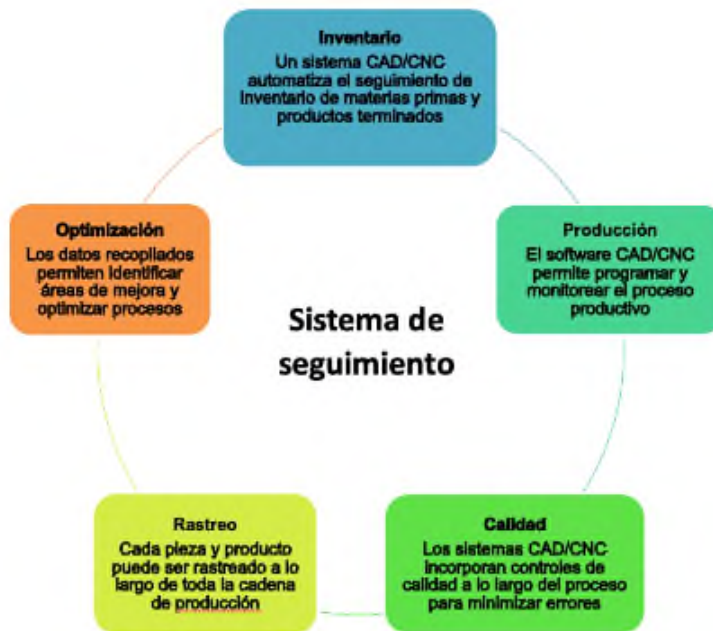 Inventario
Un sistema CAD/CNC
automatiza el seguimiento de
inventario de materias primas y
productos terminados
Optimización
Los datos recopilados
permiten identificar
áreas de mejora y
optimizar procesos
Producción
El software CAD/CNC
permite programar y
monitorear el proceso
productivo
Sistema de
seguimiento
Rastreo
Cada pieza y producto
puede ser rastreado a lo
largo de toda la cadena
de producción
Calidad
Los sistemas CAD/CNC
incorporan controles de
calidad a lo largo del proceso
para minimizar errores